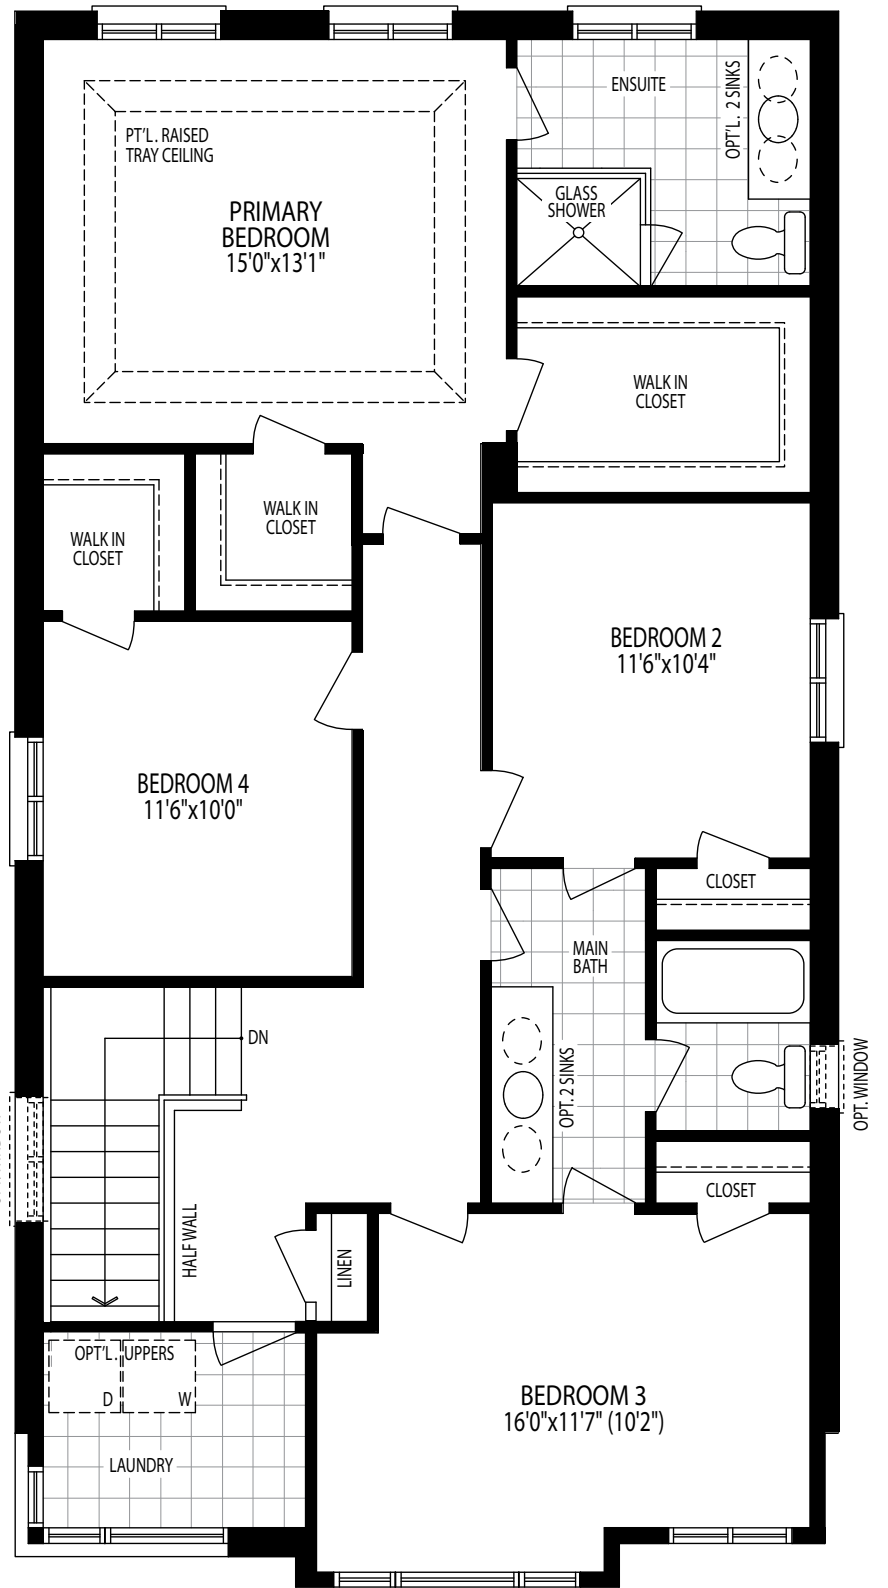 ENSUITE
OPT'L. 2 SINKS
PT'L. RAISED
TRAY CEILING
PRIMARY
BEDROOM
15'0"x13'1"
GLASS
SHOWER
WALK IN
CLOSET
WALK IN
CLOSET
WALK IN
CLOSET
BEDROOM 2
11'6"x10'4"
BEDROOM 4
11'6"x10'0"
CLOSET
MAIN
BATH
DN
OPT. 2 SINKS
OPT. WINDOW
CLOSET
HALF WALL
LINEN
OPT'L. UPPERS
D
W
LAUNDRY
BEDROOM 3
16'0"x11'7" (10'2")